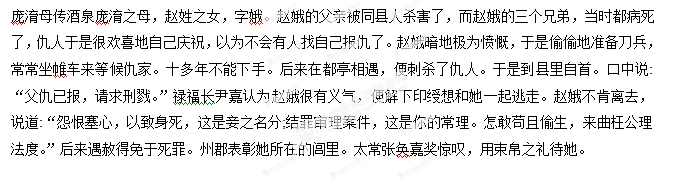 庞淯母传酒泉庞淯之母，赵姓之女，字娥。赵娥的父亲被同县人杀害了，而赵娥的三个兄弟，当时都病死
了，仇人于是很欢喜地自己庆祝，以为不会有人找自己报仇了。赵娥暗地极为愤慨，于是偷偷地准备刀兵，
常常坐帷车来等候仇家。十多年不能下手。后来在都亭相遇，便刺杀了仇人。于是到县里自首。口中说:
“父仇已报，请求刑戮。”禄福长尹嘉认为赵娥很有义气，便解下印绶想和她一起逃走。赵娥不肯离去，
说道:“怨恨塞心，以致身死，这是妾之名分;结罪审理案件，这是你的常理。怎敢苟且偷生，来曲枉公理
法度。”后来遇赦得免于死罪。州郡表彰她所在的闾里。太常张奂嘉奖惊叹，用束帛之礼待她。